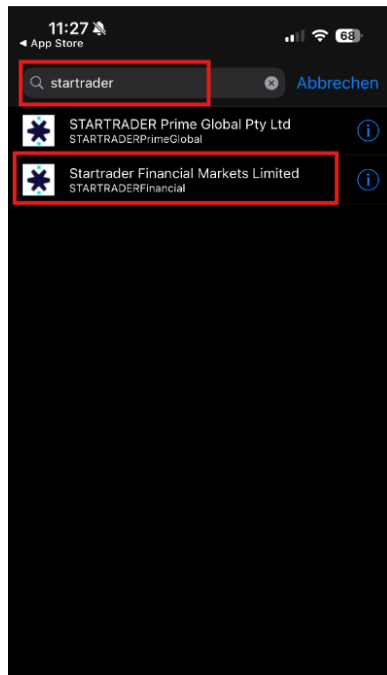 11:27
App Store
68
startrader
Abbrechen
STARTRADER Prime Global Pty Ltd
STARTRADERPrimeGlobal
Startrader Financial Markets Limited
STARTRADERFinancial